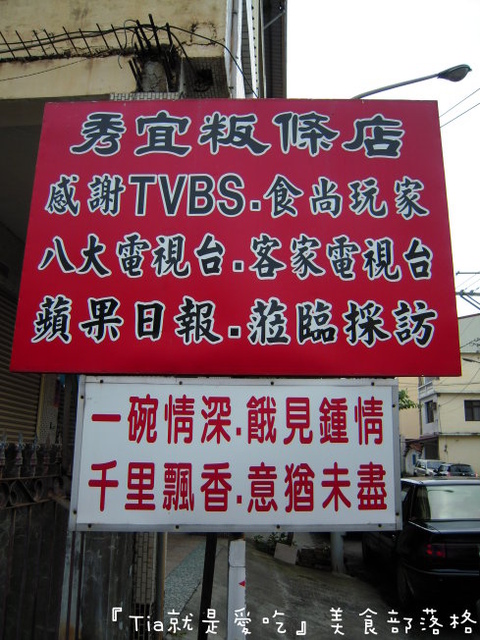 秀宜粄條店
感謝TVBS.食尚玩家
八大電視台.客家電視台
蘋果日報.蒞臨採訪
一碗情深.餓見鍾情
千里飄香.意猶未盡
『Tia就是愛吃』美食部落格